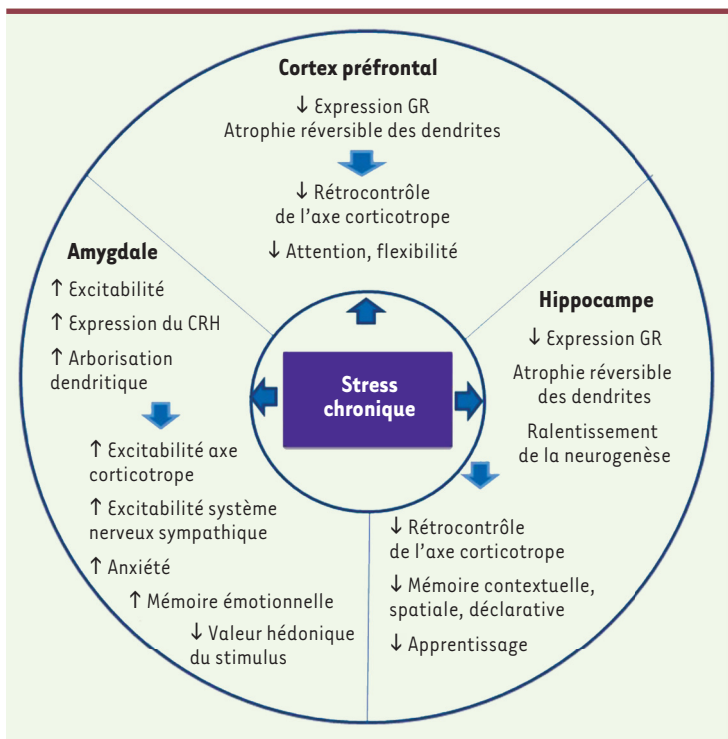 Cortex préfrontal
↓ Expression GR
Atrophie réversible des dendrites
↓ Rétrocontrôle
de l'axe corticotrope
↓ Attention, flexibilité
Amygdale
↑ Excitabilité
↑ Expression du CRH
↑ Arborisation
dendritique
↑ Excitabilité axe
corticotrope
↑ Excitabilité système
nerveux sympathique
↑ Anxiété
↑ Mémoire émotionnelle
↓ Valeur hédonique
du stimulus
Stress
chronique
Hippocampe
↓ Expression GR
Atrophie réversible
des dendrites
Ralentissement
de la neurogenèse
↓ Rétrocontrôle
de l'axe corticotrope
↓ Mémoire contextuelle,
spatiale, déclarative
↓ Apprentissage